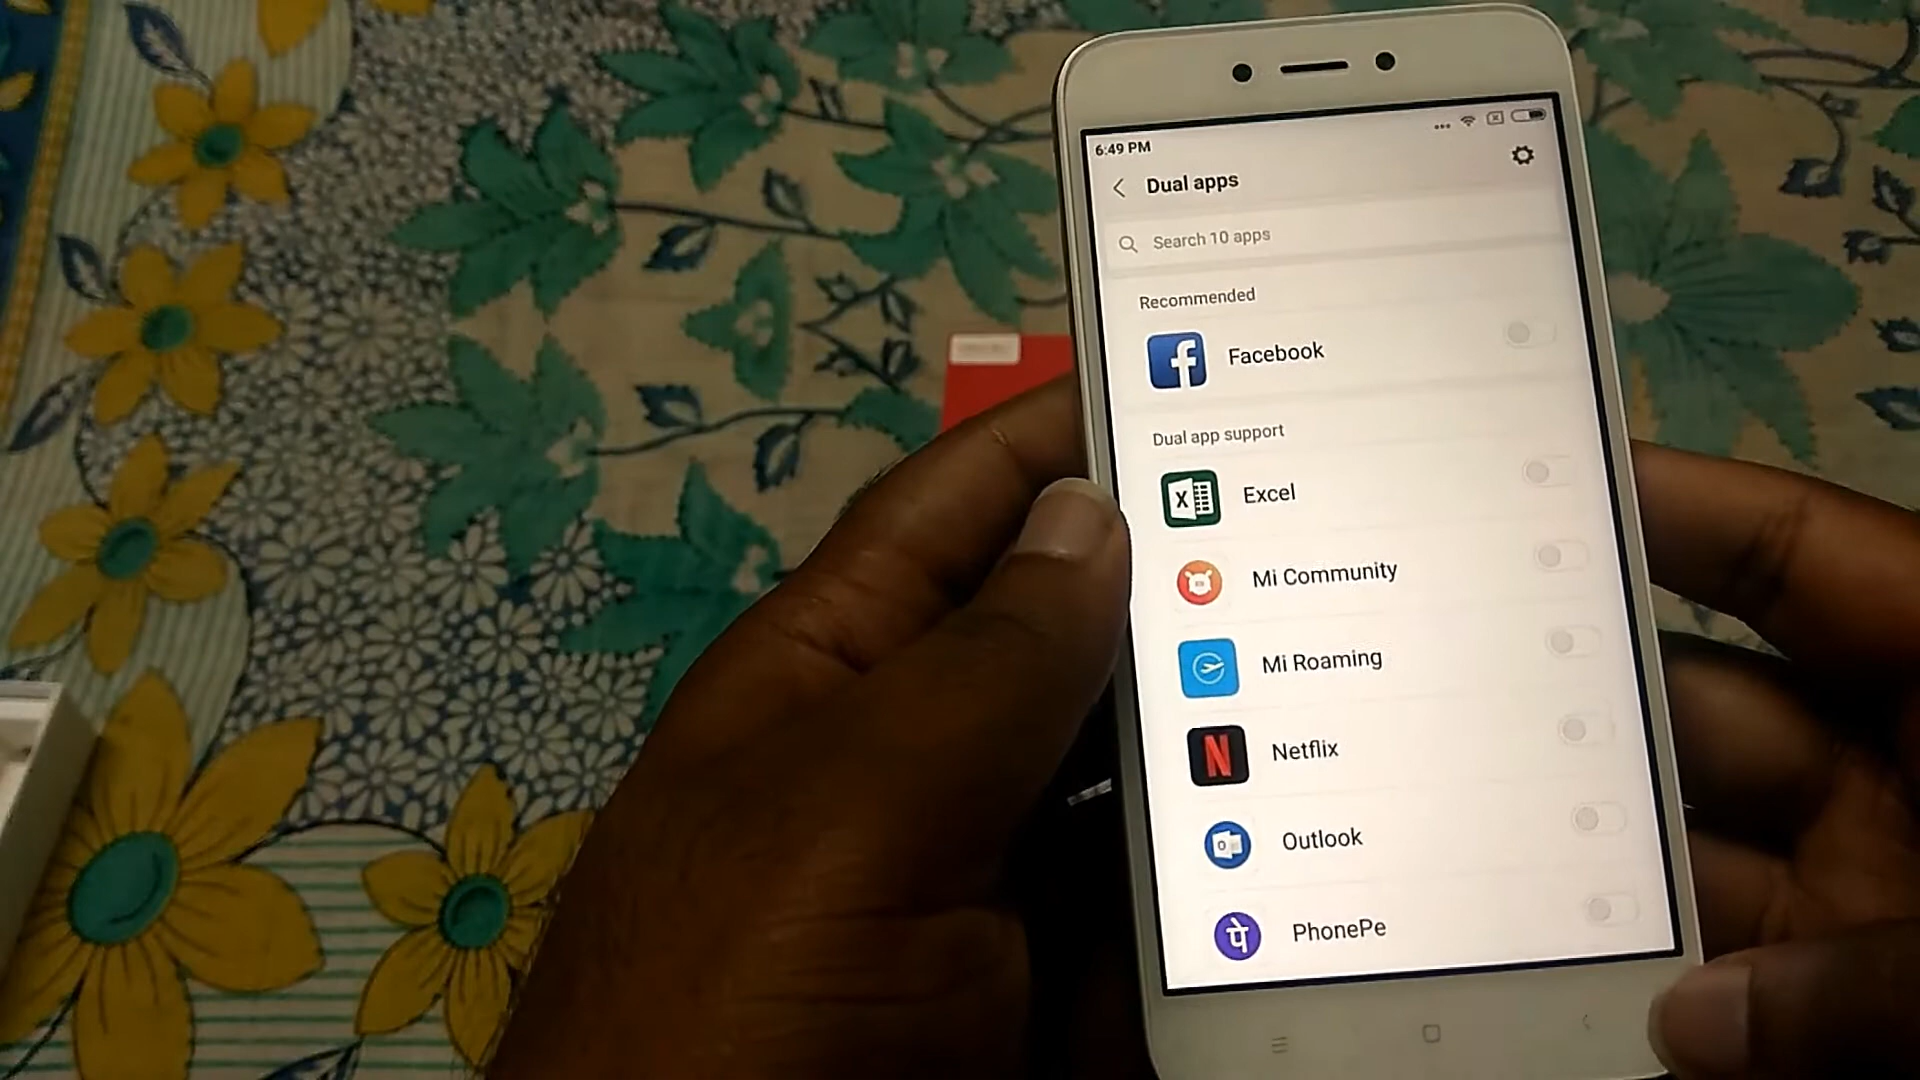 6:49 PM
Dual apps
Search 10 apps
Recommended
Facebook
Dual app support
Excel
Mi Community
Mi Roaming
Netflix
Outlook
PhonePe